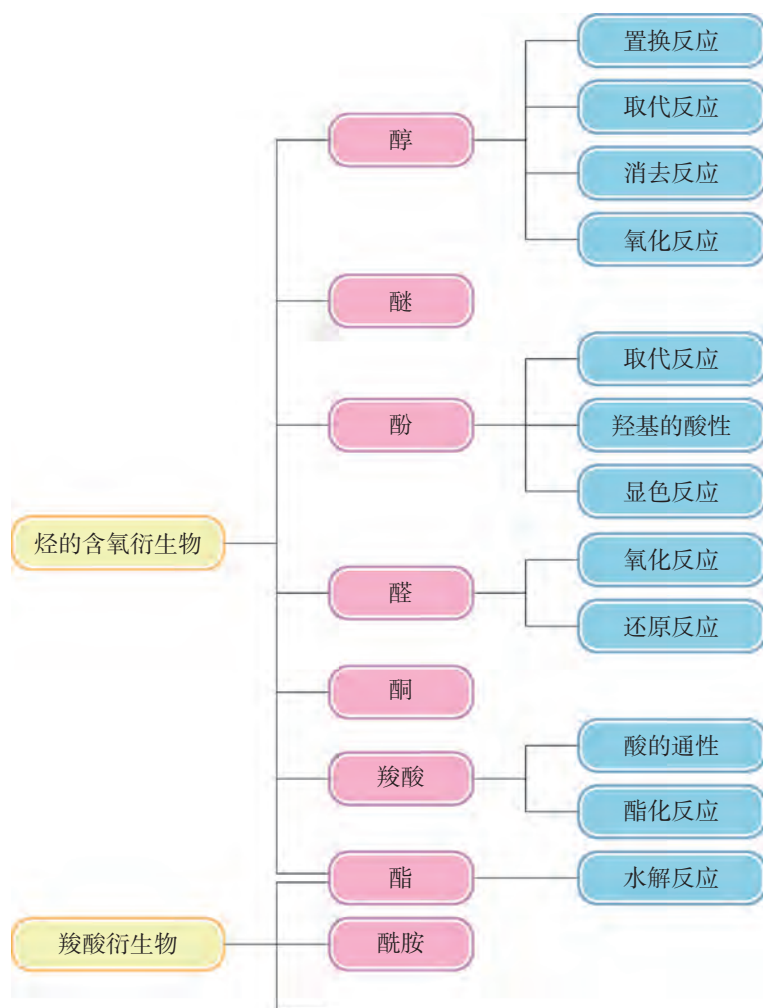 置换反应
取代反应
醇
消去反应
氧化反应
醚
取代反应
酚
羟基的酸性
显色反应
烃的含氧衍生物
氧化反应
醛
还原反应
酮
酸的通性
羧酸
酯化反应
酯
水解反应
羧酸衍生物
酰胺